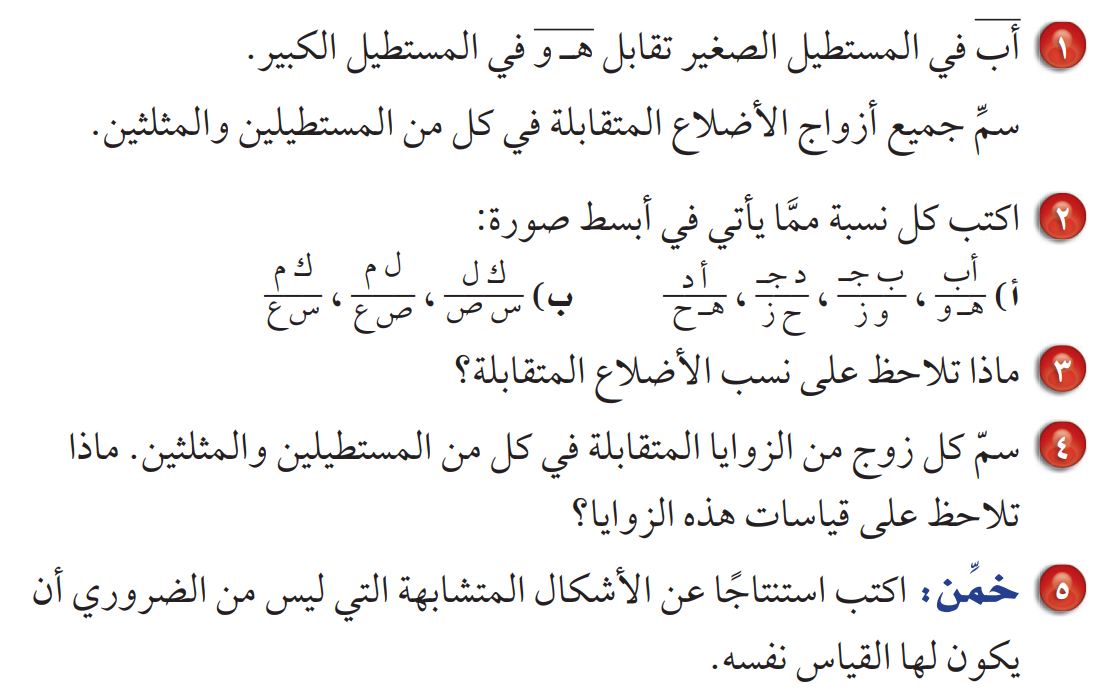 ١ أب في المستطيل الصغير تقابل هـ و في المستطيل الكبير.
سمِّ جميع أزواج الأضلاع المتقابلة في كل من المستطيلين والمثلثين.
٢ اكتب كل نسبة ممَّا يأتي في أبسط صورة:
أ) أب/هـ و ، ب جـ/و ز ، د جـ/ح ز ، أ د/هـ ح ب) ك ل/س ص ، ل م/ص ع ، ك م/س ع
٣ ماذا تلاحظ على نسب الأضلاع المتقابلة؟
٤ سمّ كل زوج من الزوايا المتقابلة في كل من المستطيلين والمثلثين. ماذا
تلاحظ على قياسات هذه الزوايا؟
٥ خمِّن: اكتب استنتاجًا عن الأشكال المتشابهة التي ليس من الضروري أن
يكون لها القياس نفسه.